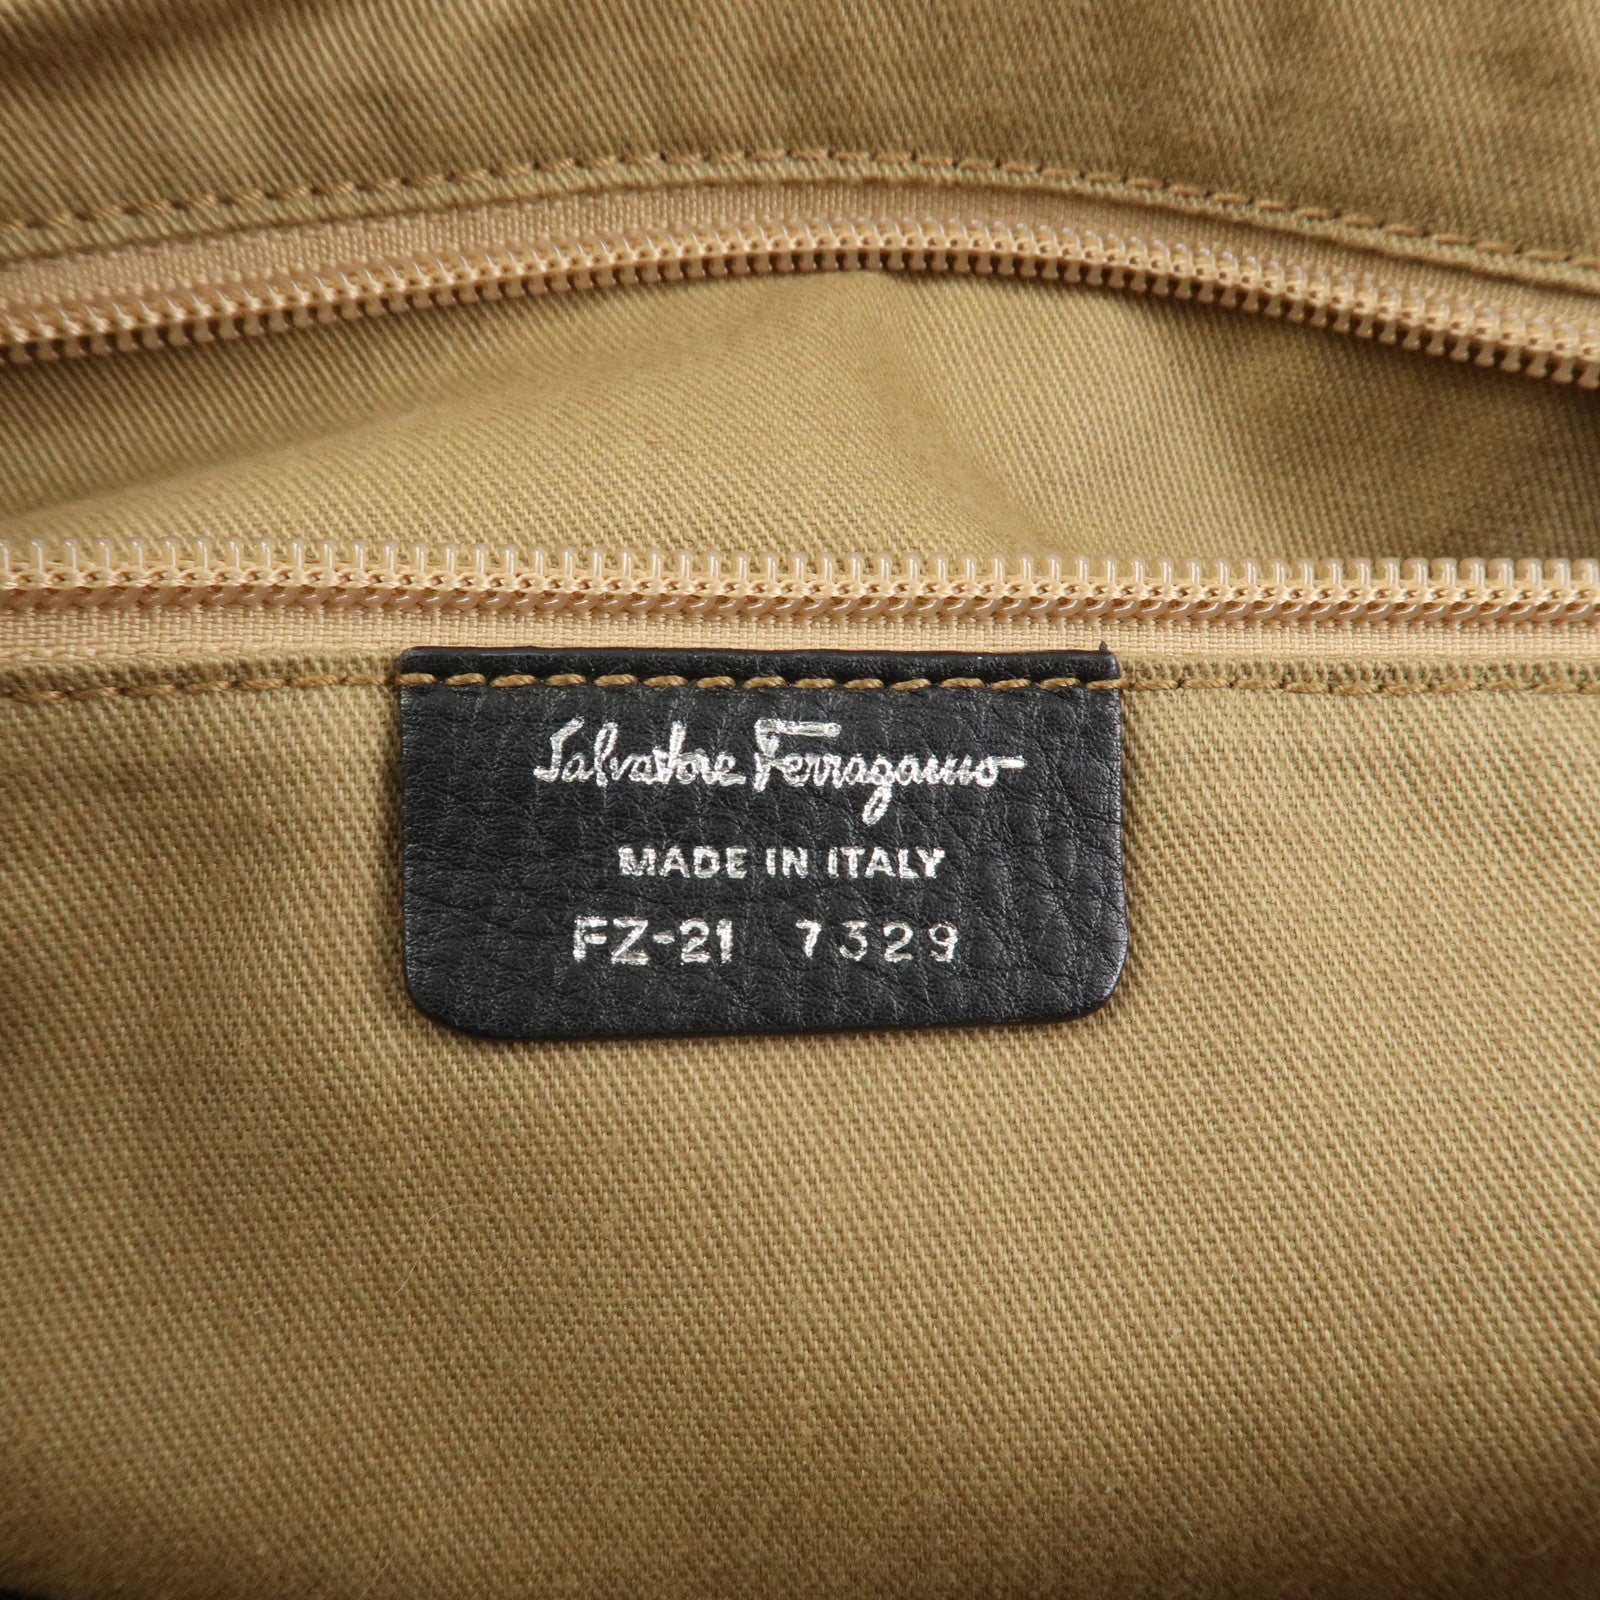 Salvatore Ferragamo
MADE IN ITALY
FZ-21 7329